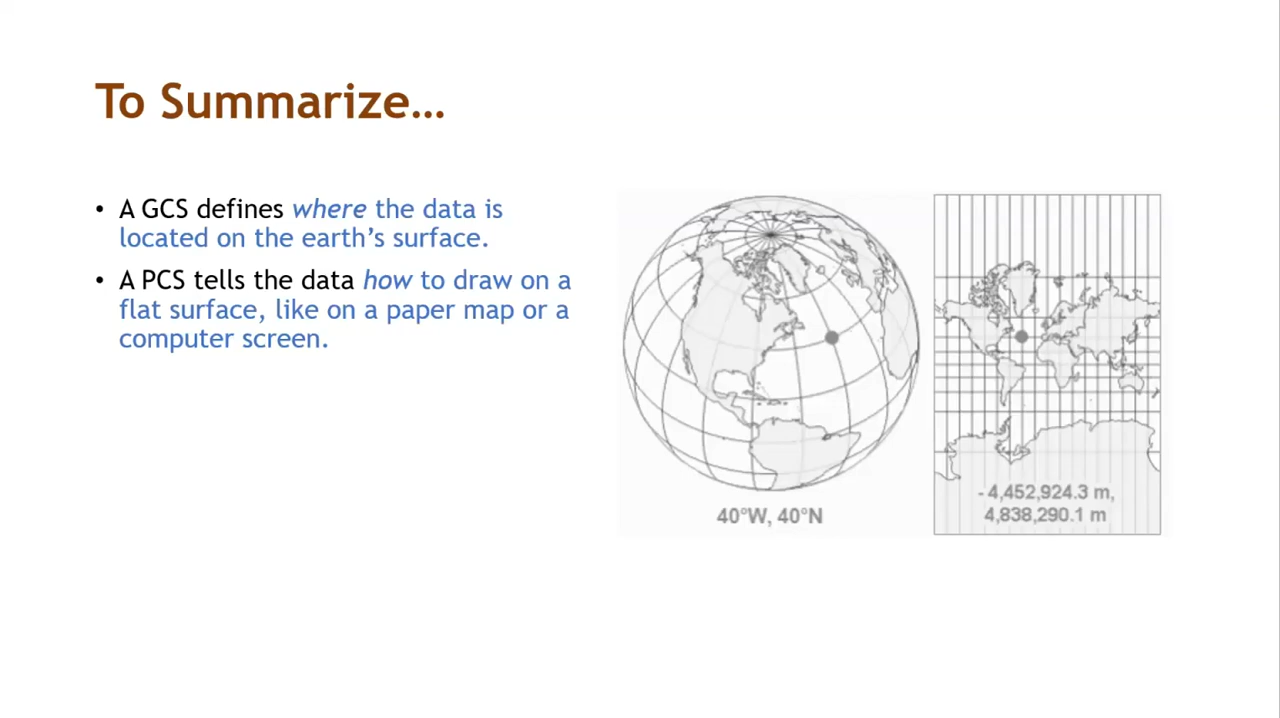 To Summarize…
• A GCS defines where the data is
located on the earth’s surface.
• A PCS tells the data how to draw on a
flat surface, like on a paper map or a
computer screen.
40°W, 40°N
- 4,452,924.3 m,
4,838,290.1 m